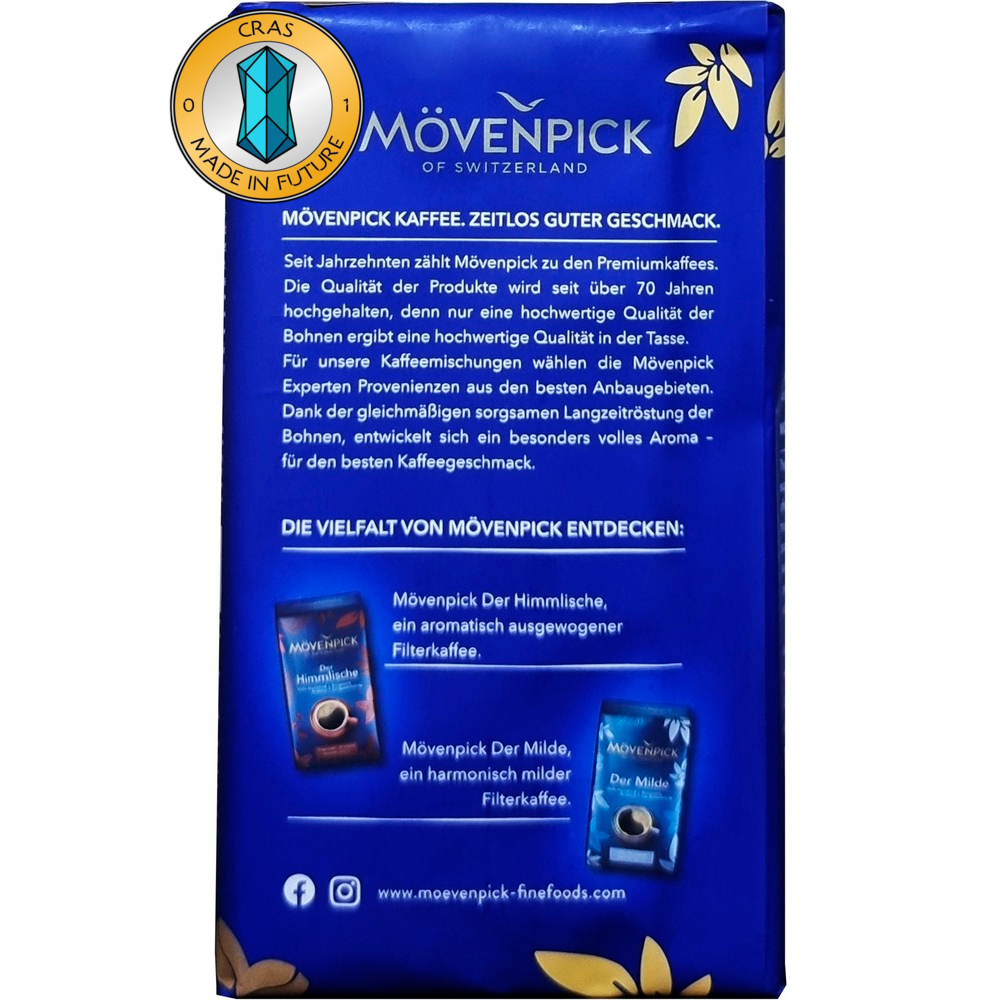 CRAS
0 1
MADE IN FUTURE
MÖVENPICK
OF SWITZERLAND
MÖVENPICK KAFFEE. ZEITLOS GUTER GESCHMACK.
Seit Jahrzehnten zählt Mövenpick zu den Premiumkaffees.
Die Qualität der Produkte wird seit über 70 Jahren
hochgehalten, denn nur eine hochwertige Qualität der
Bohnen ergibt eine hochwertige Qualität in der Tasse.
Für unsere Kaffeemischungen wählen die Mövenpick
Experten Provenienzen aus den besten Anbaugebieten.
Dank der gleichmäßigen sorgsamen Langzeitröstung der
Bohnen, entwickelt sich ein besonders volles Aroma -
für den besten Kaffeegeschmack.
DIE VIELFALT VON MÖVENPICK ENTDECKEN:
Mövenpick Der Himmlische,
ein aromatisch ausgewogener
Filterkaffee.
MÖVENPICK
Der
Himmlische
Mövenpick Der Milde,
ein harmonisch milder
Filterkaffee.
MÖVENPICK
Der Milde
www.moevenpick-finefoods.com